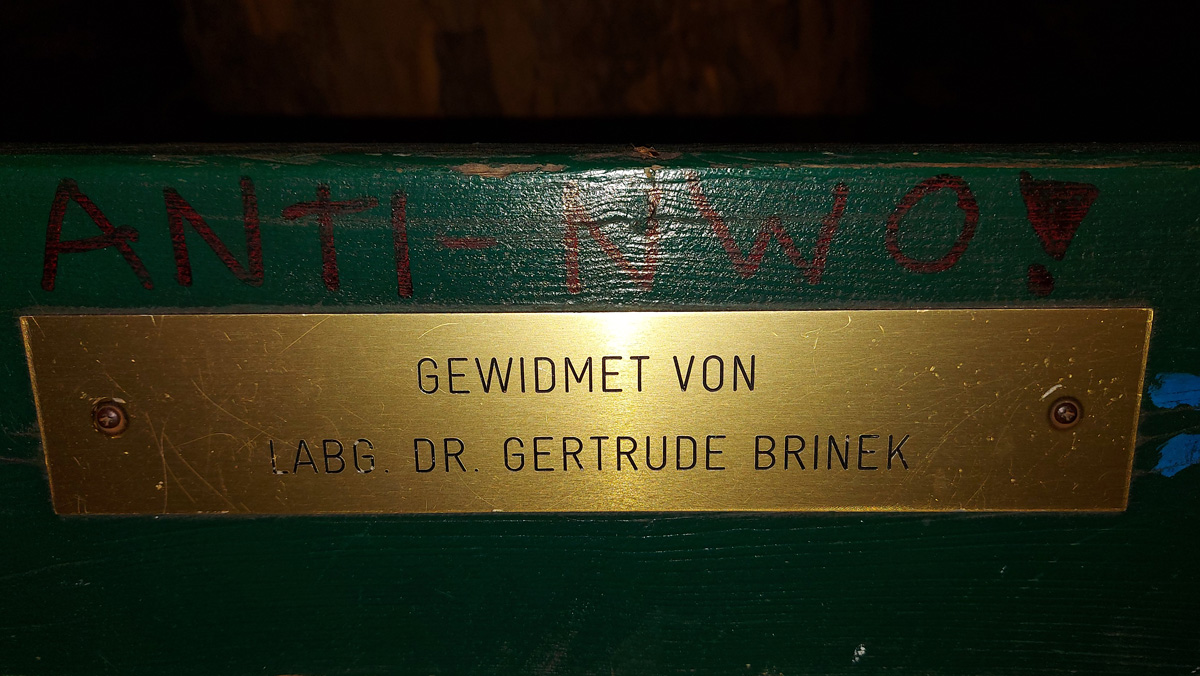 ANTI-NWO!
GEWIDMET VON
LABG. DR. GERTRUDE BRINEK